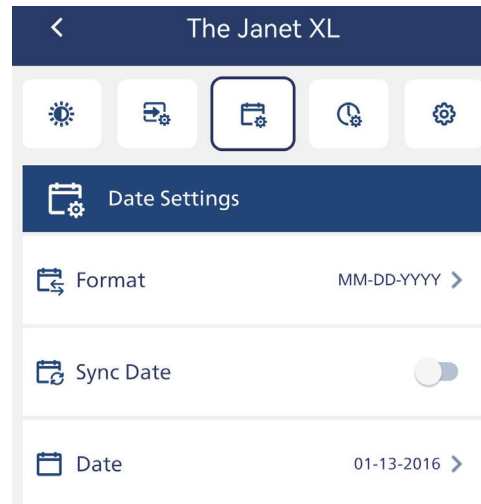 The Janet XL
Date Settings
Format MM-DD-YYYY
Sync Date
Date 01-13-2016